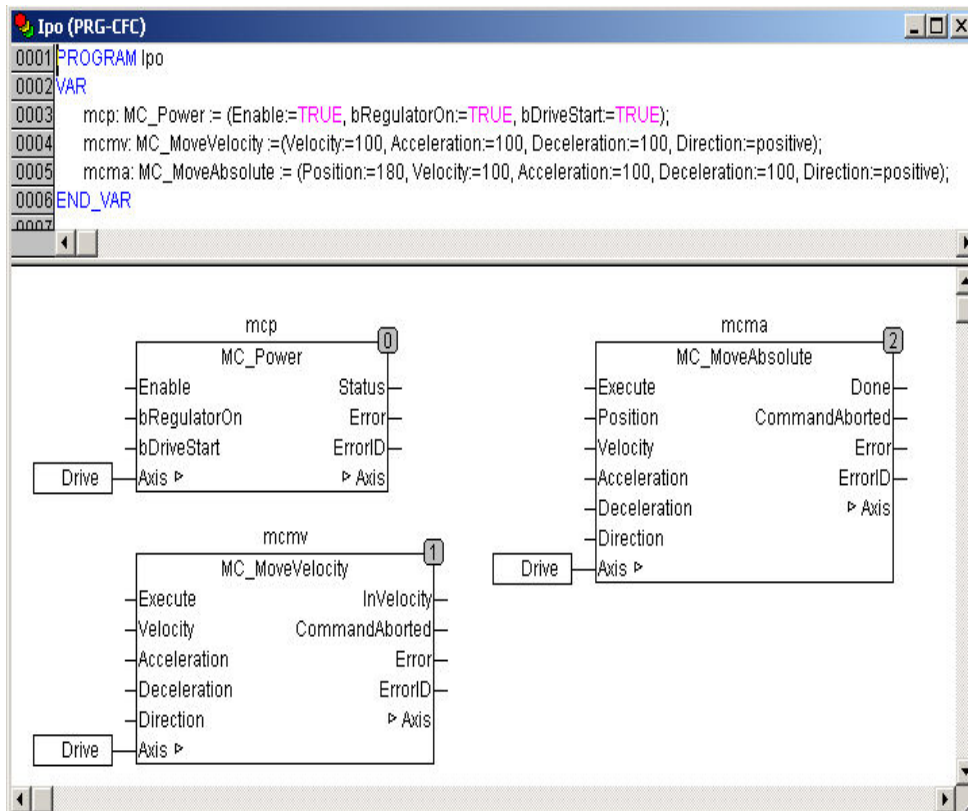 Ipo (PRG-CFC)
0001 PROGRAM Ipo
0002 VAR
0003 mcp: MC_Power := (Enable:=TRUE, bRegulatorOn:=TRUE, bDriveStart:=TRUE);
0004 mcmv: MC_MoveVelocity :=(Velocity:=100, Acceleration:=100, Deceleration:=100, Direction:=positive);
0005 mcma: MC_MoveAbsolute := (Position:=180, Velocity:=100, Acceleration:=100, Deceleration:=100, Direction:=positive);
0006 END_VAR
0007
mcp
0
MC_Power
Enable Status
bRegulatorOn Error
bDriveStart ErrorID
Drive Axis Axis
mcmv
1
MC_MoveVelocity
Execute InVelocity
Velocity CommandAborted
Acceleration Error
Deceleration ErrorID
Direction Axis
Drive Axis
mcma
2
MC_MoveAbsolute
Execute Done
Position CommandAborted
Velocity Error
Acceleration ErrorID
Deceleration Axis
Direction
Drive Axis